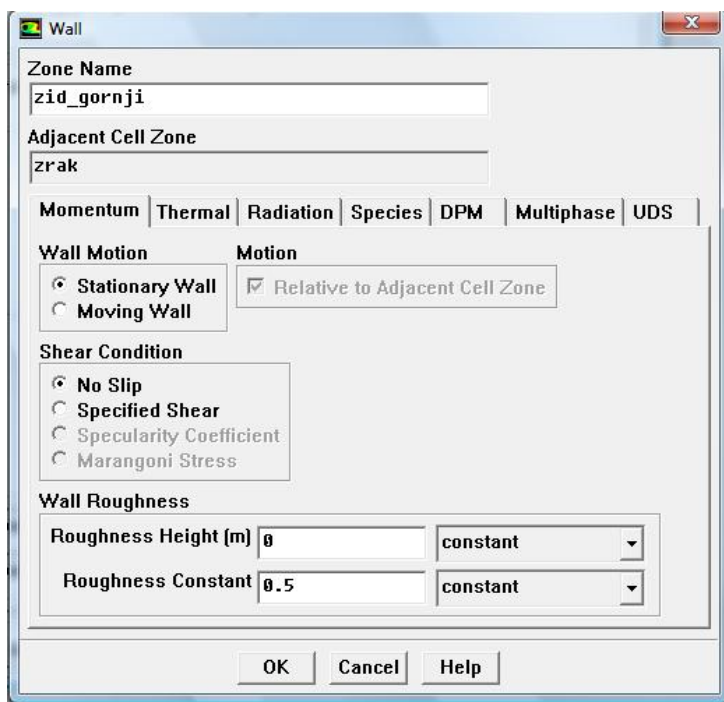 Wall
Zone Name
zid_gornji
Adjacent Cell Zone
zrak
Momentum Thermal Radiation Species DPM Multiphase UDS
Wall Motion Motion
Stationary Wall Relative to Adjacent Cell Zone
Moving Wall
Shear Condition
No Slip
Specified Shear
Specularity Coefficient
Marangoni Stress
Wall Roughness
Roughness Height (m) 0 constant
Roughness Constant 0.5 constant
OK Cancel Help